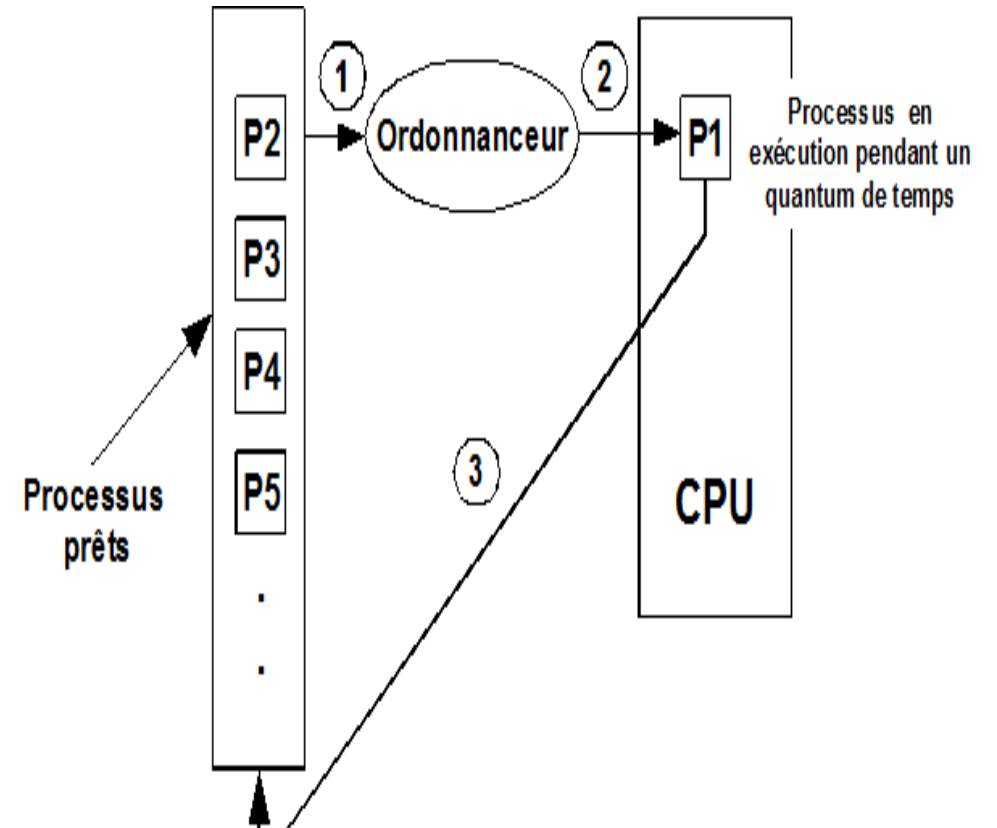 1
2
P2
Ordonnanceur
P1
Processus en
exécution pendant un
quantum de temps
P3
P4
3
Processus
prêts
P5
CPU
.
.